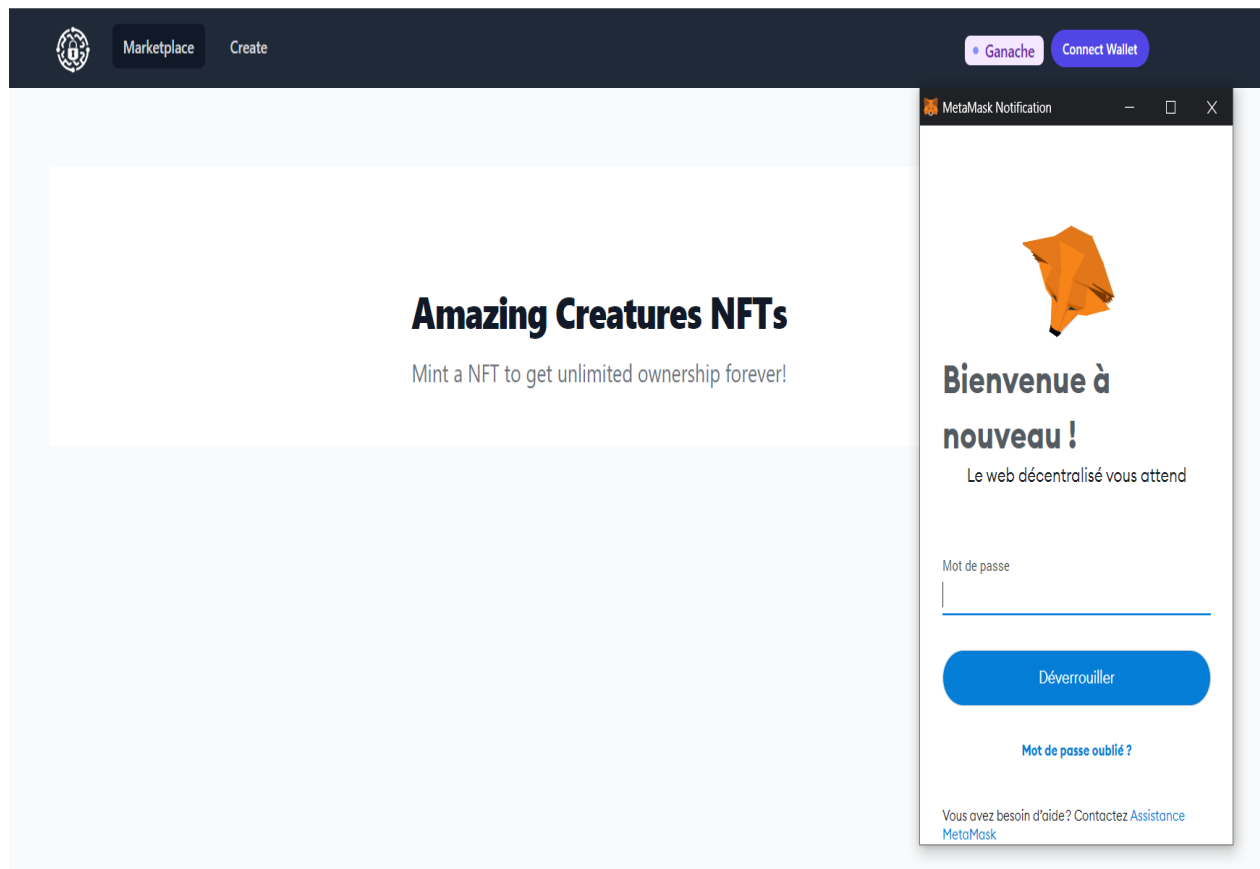 Marketplace
Create
Ganache
Connect Wallet
MetaMask Notification
Amazing Creatures NFTs
Mint a NFT to get unlimited ownership forever!
Bienvenue à
nouveau !
Le web décentralisé vous attend
Mot de passe
Déverrouiller
Mot de passe oublié ?
Vous avez besoin d'aide ? Contactez Assistance
MetaMask